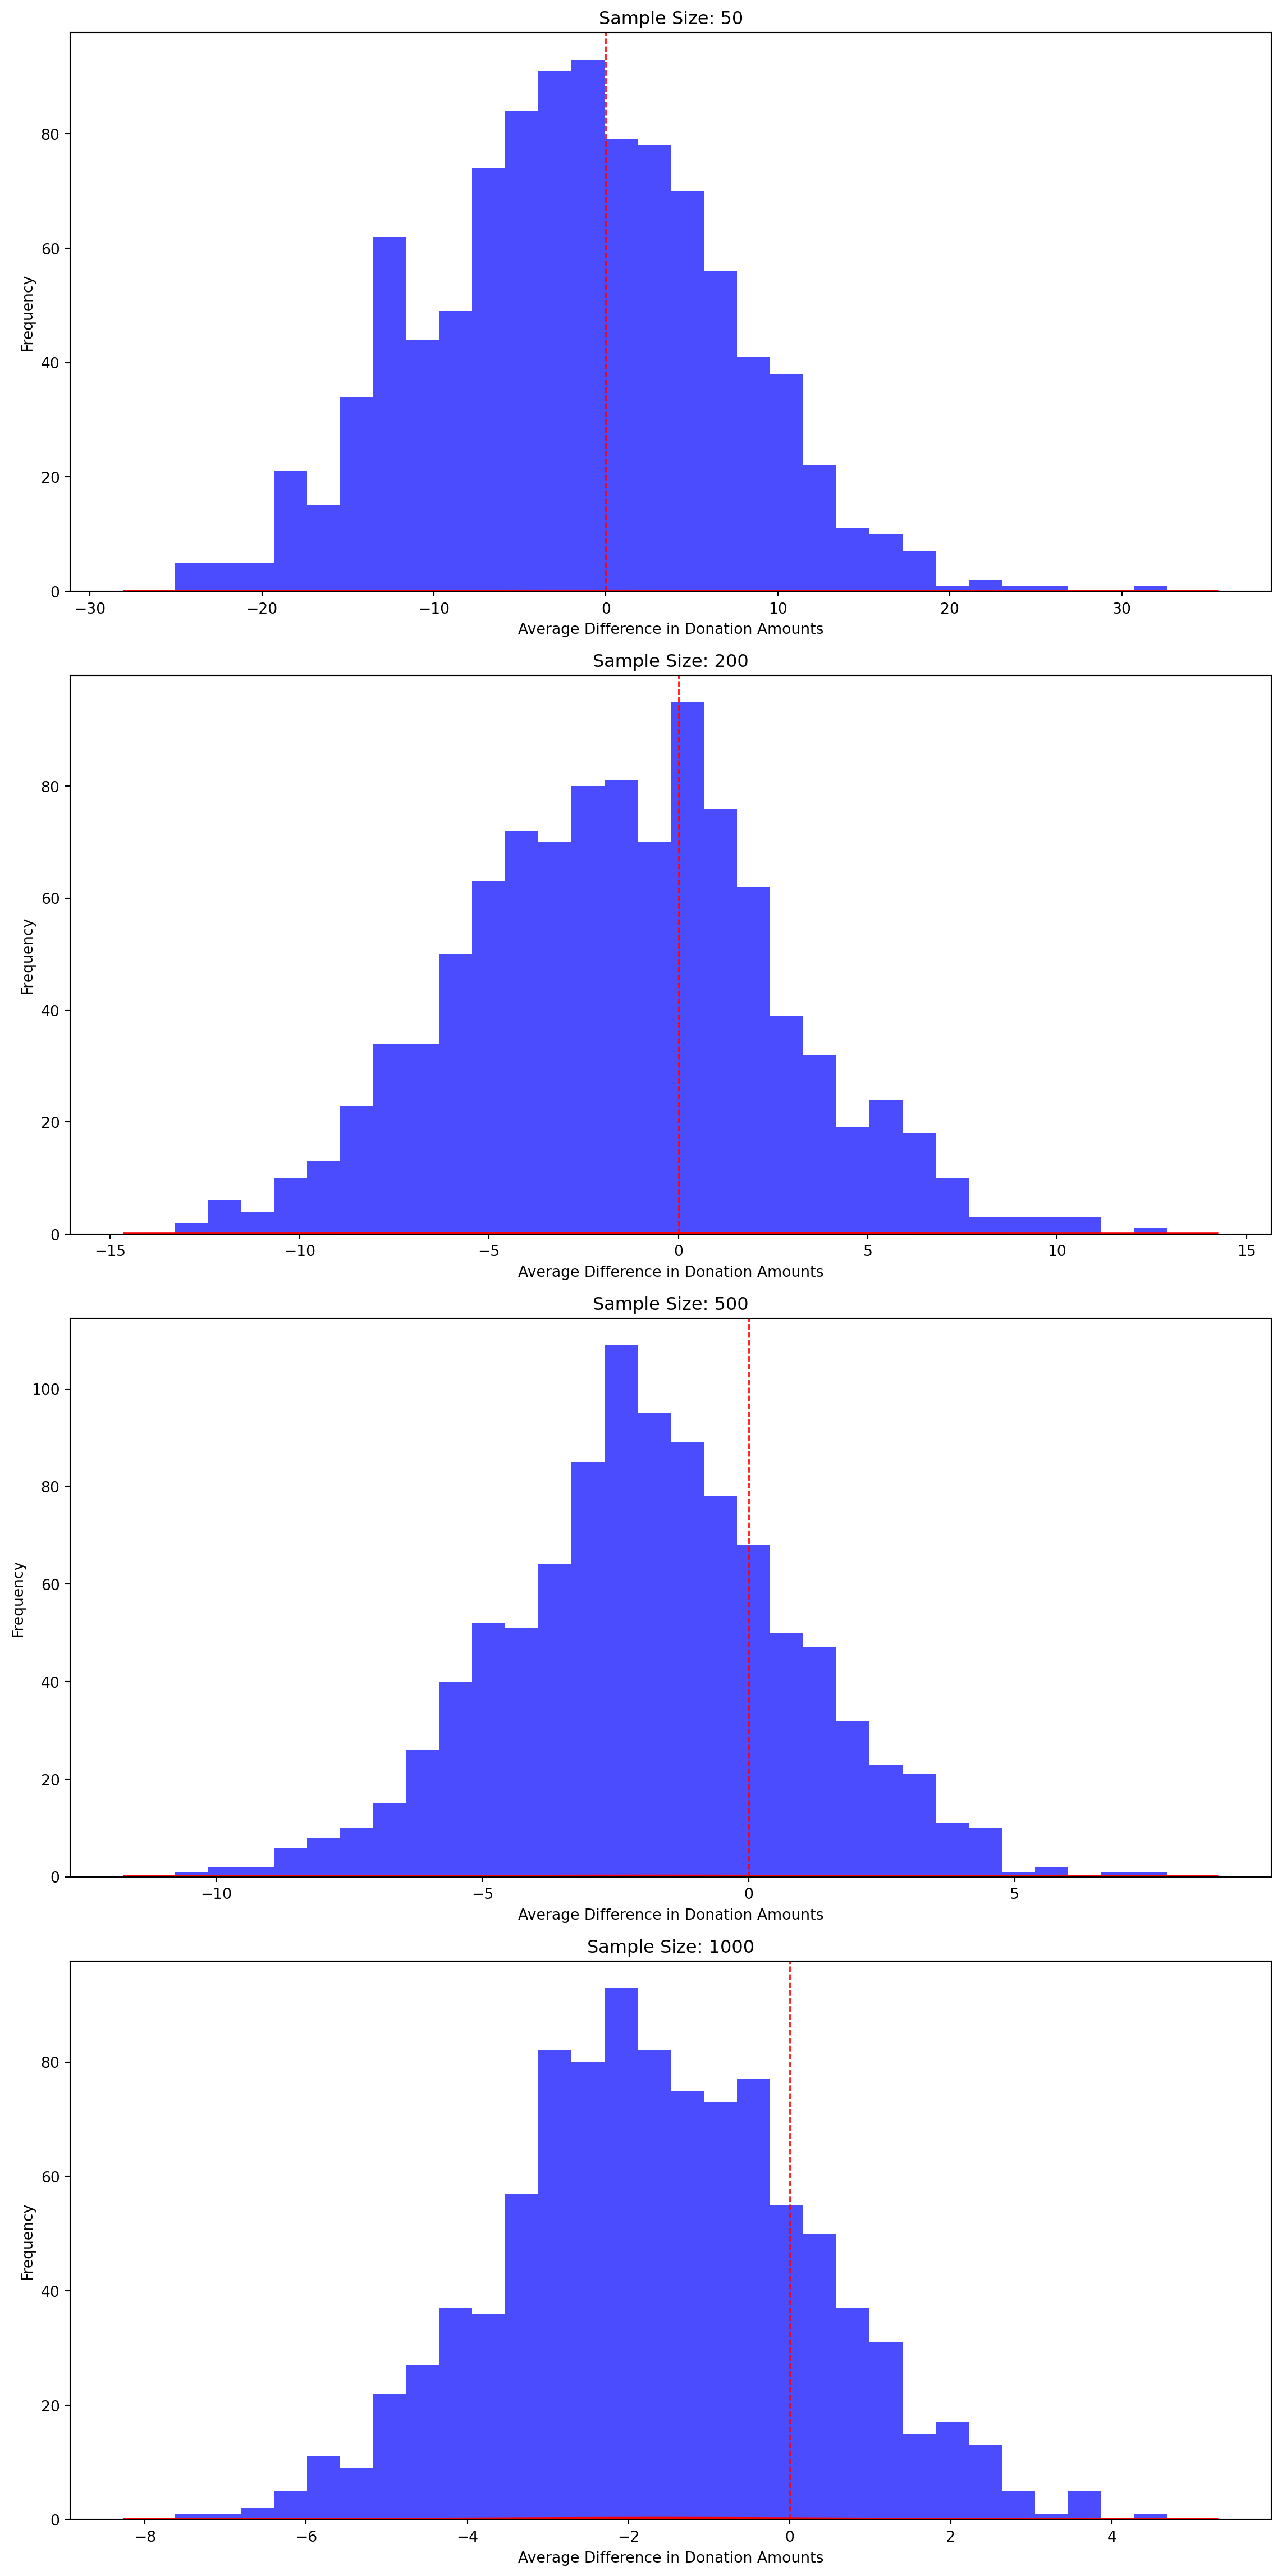 Sample Size: 50
Frequency
80
60
40
20
0
−30 −20 −10 0 10 20 30
Average Difference in Donation Amounts
Sample Size: 200
Frequency
80
60
40
20
0
−15 −10 −5 0 5 10 15
Average Difference in Donation Amounts
Sample Size: 500
Frequency
100
80
60
40
20
0
−10 −5 0 5
Average Difference in Donation Amounts
Sample Size: 1000
Frequency
80
60
40
20
0
−8 −6 −4 −2 0 2 4
Average Difference in Donation Amounts